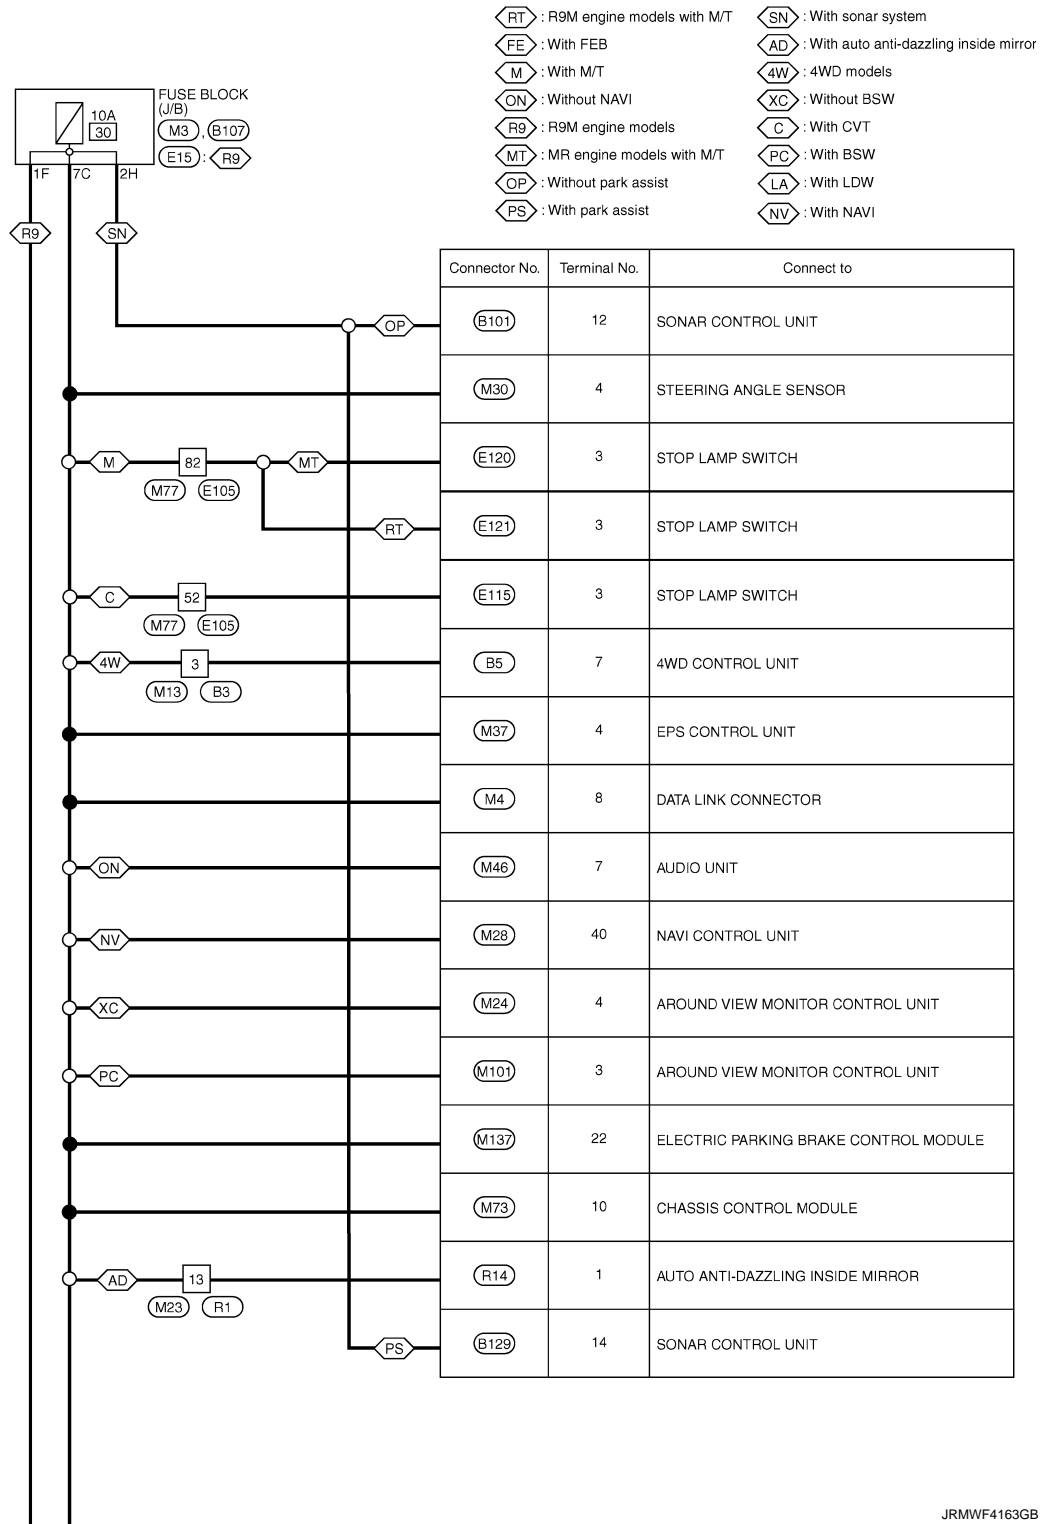 RT : R9M engine models with M/T
FE : With FEB
M : With M/T
ON : Without NAVI
R9 : R9M engine models
MT : MR engine models with M/T
OP : Without park assist
PS : With park assist
SN : With sonar system
AD : With auto anti-dazzling inside mirror
4W : 4WD models
XC : Without BSW
C : With CVT
PC : With BSW
LA : With LDW
NV : With NAVI
FUSE BLOCK
(J/B)
10A
30
M3 , B107
E15 : R9
1F 7C 2H
R9 SN
Connector No. Terminal No. Connect to
OP B101 12 SONAR CONTROL UNIT
M30 4 STEERING ANGLE SENSOR
M 82 MT E120 3 STOP LAMP SWITCH
M77 E105
RT E121 3 STOP LAMP SWITCH
C 52 E115 3 STOP LAMP SWITCH
M77 E105
4W 3 B5 7 4WD CONTROL UNIT
M13 B3
M37 4 EPS CONTROL UNIT
M4 8 DATA LINK CONNECTOR
ON M46 7 AUDIO UNIT
NV M28 40 NAVI CONTROL UNIT
XC M24 4 AROUND VIEW MONITOR CONTROL UNIT
PC M101 3 AROUND VIEW MONITOR CONTROL UNIT
M137 22 ELECTRIC PARKING BRAKE CONTROL MODULE
M73 10 CHASSIS CONTROL MODULE
AD 13 R14 1 AUTO ANTI-DAZZLING INSIDE MIRROR
M23 R1
PS B129 14 SONAR CONTROL UNIT
JRMWF4163GB